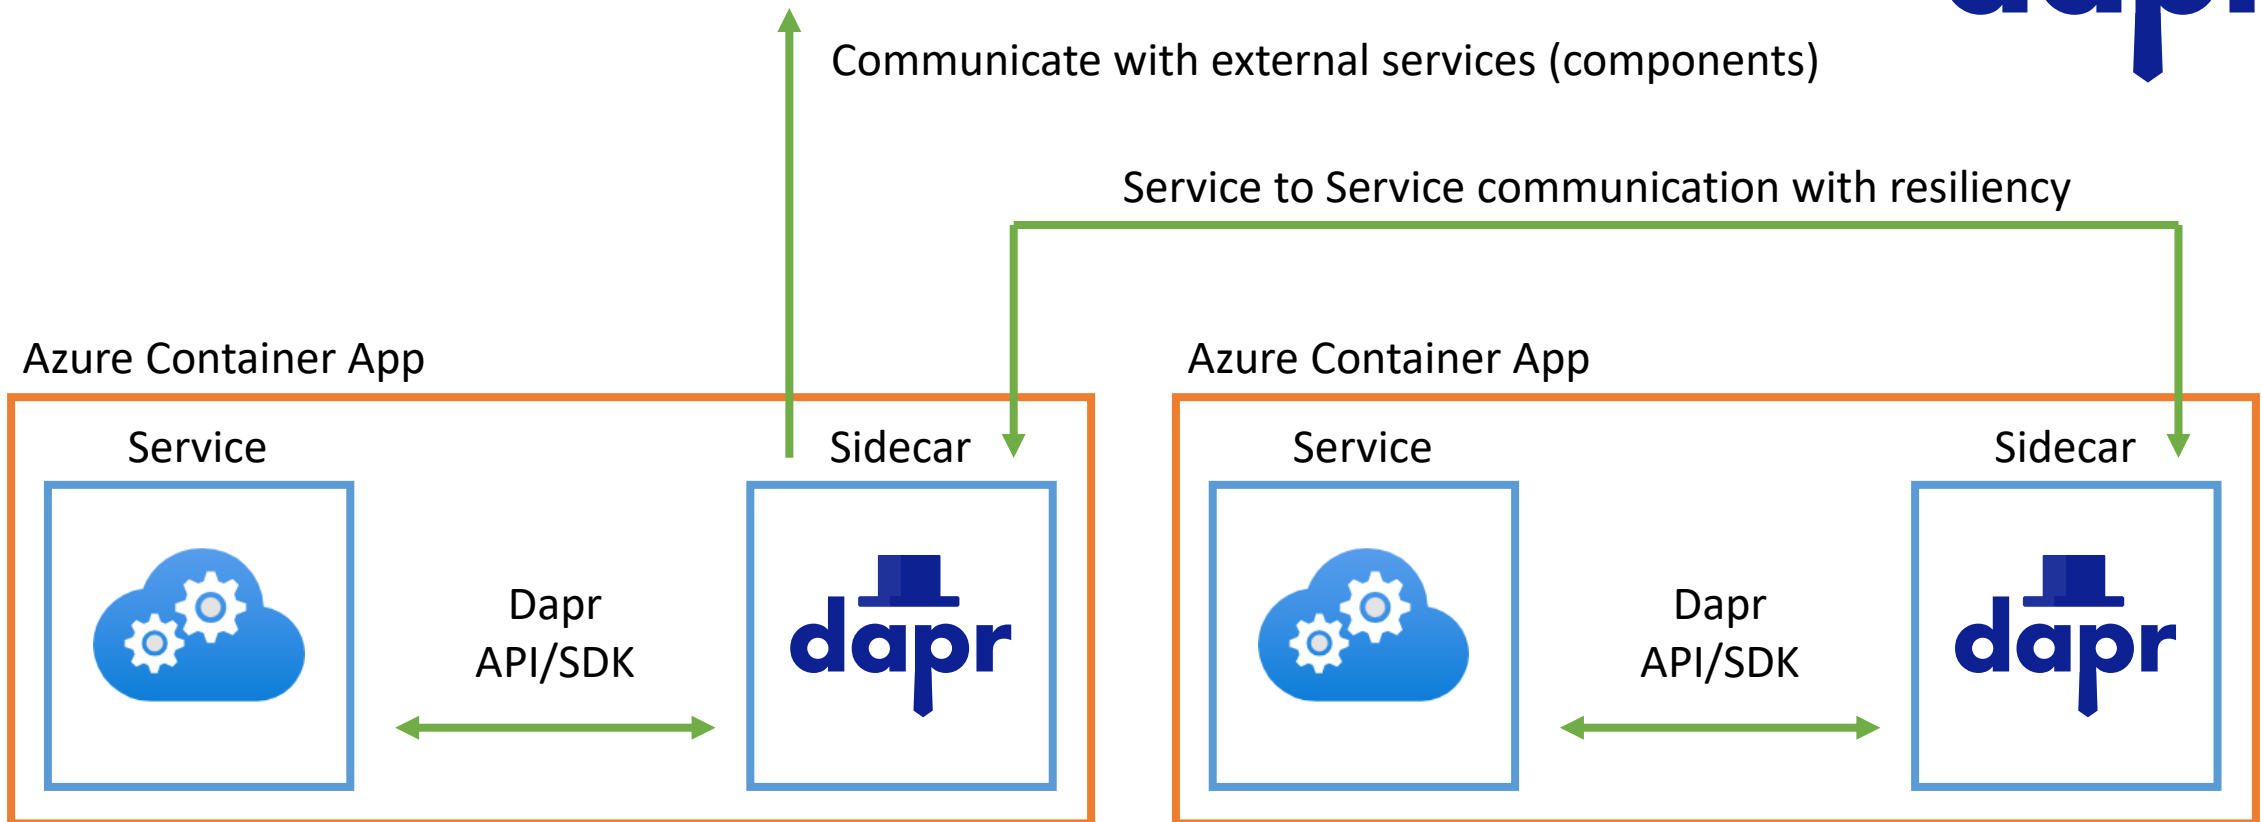 dapr
Communicate with external services (components)
Service to Service communication with resiliency
Azure Container App
Azure Container App
Service
Sidecar
Service
Sidecar
Dapr
API/SDK
dapr
Dapr
API/SDK
dapr